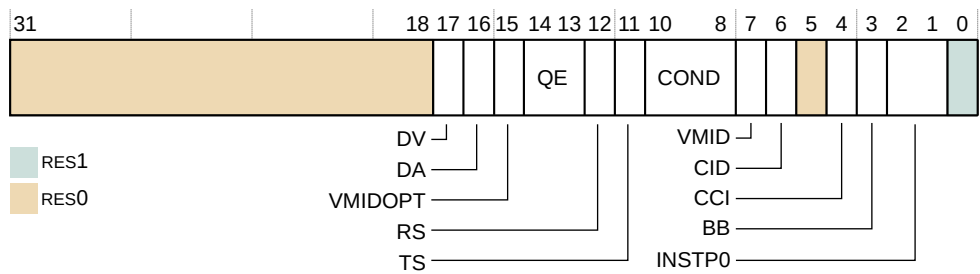 31 18 17 16 15 14 13 12 11 10 8 7 6 5 4 3 2 1 0
QE COND
DV VMID
RES1 DA CID
RES0 VMIDOPT CCI
RS BB
TS INSTP0